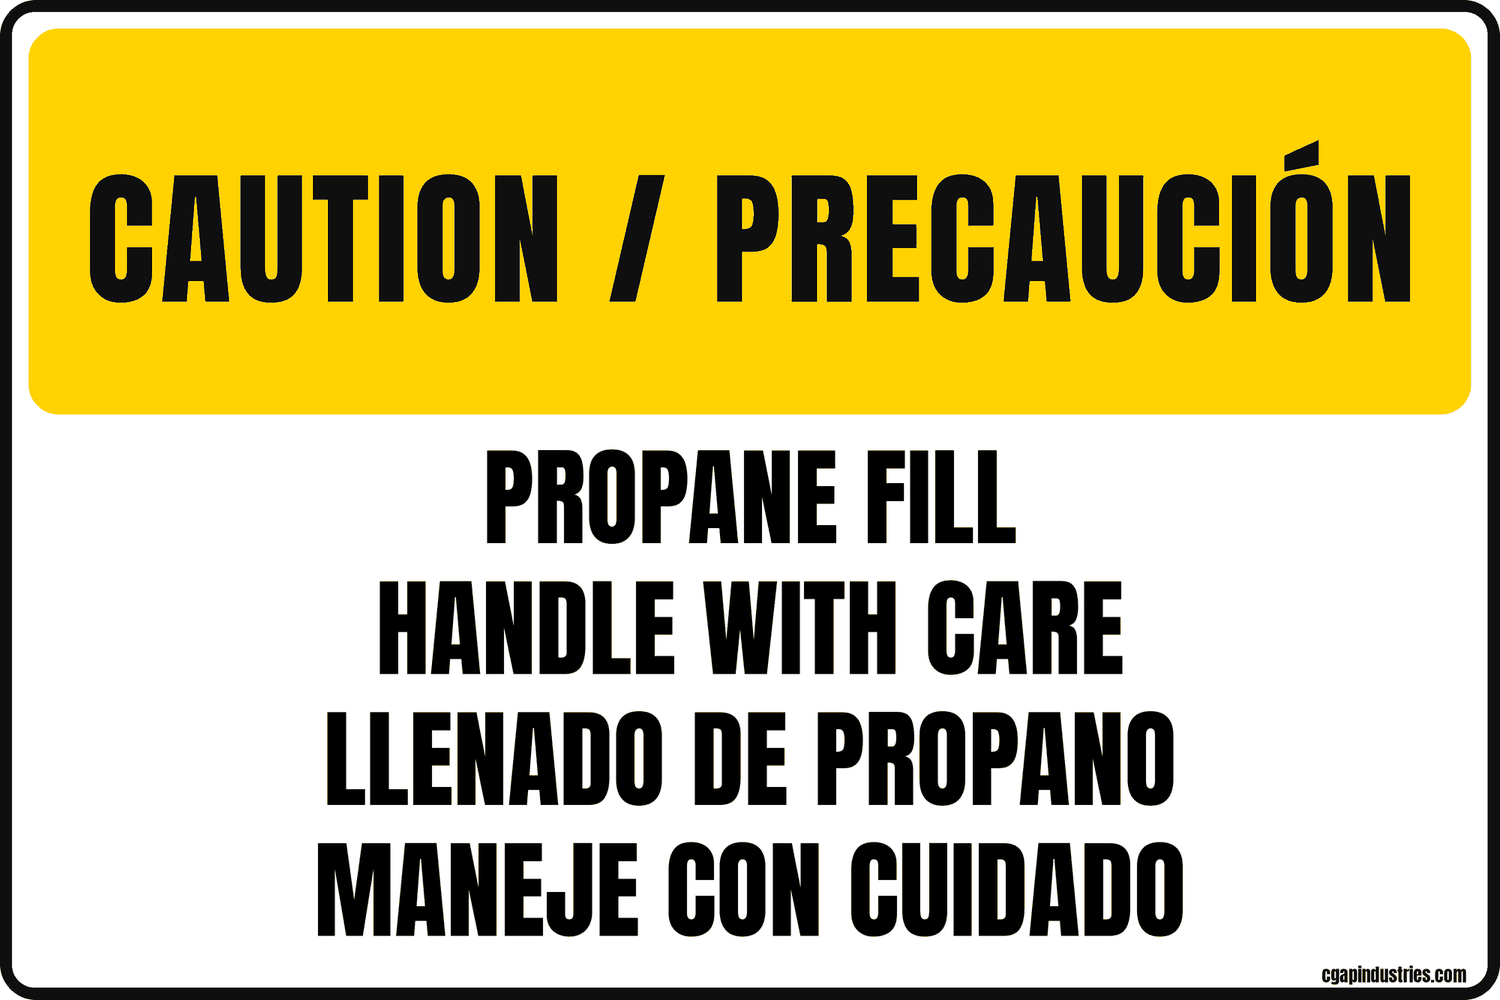 CAUTION / PRECAUCIÓN
PROPANE FILL
HANDLE WITH CARE
LLENADO DE PROPANO
MANEJE CON CUIDADO
cgapindustries.com